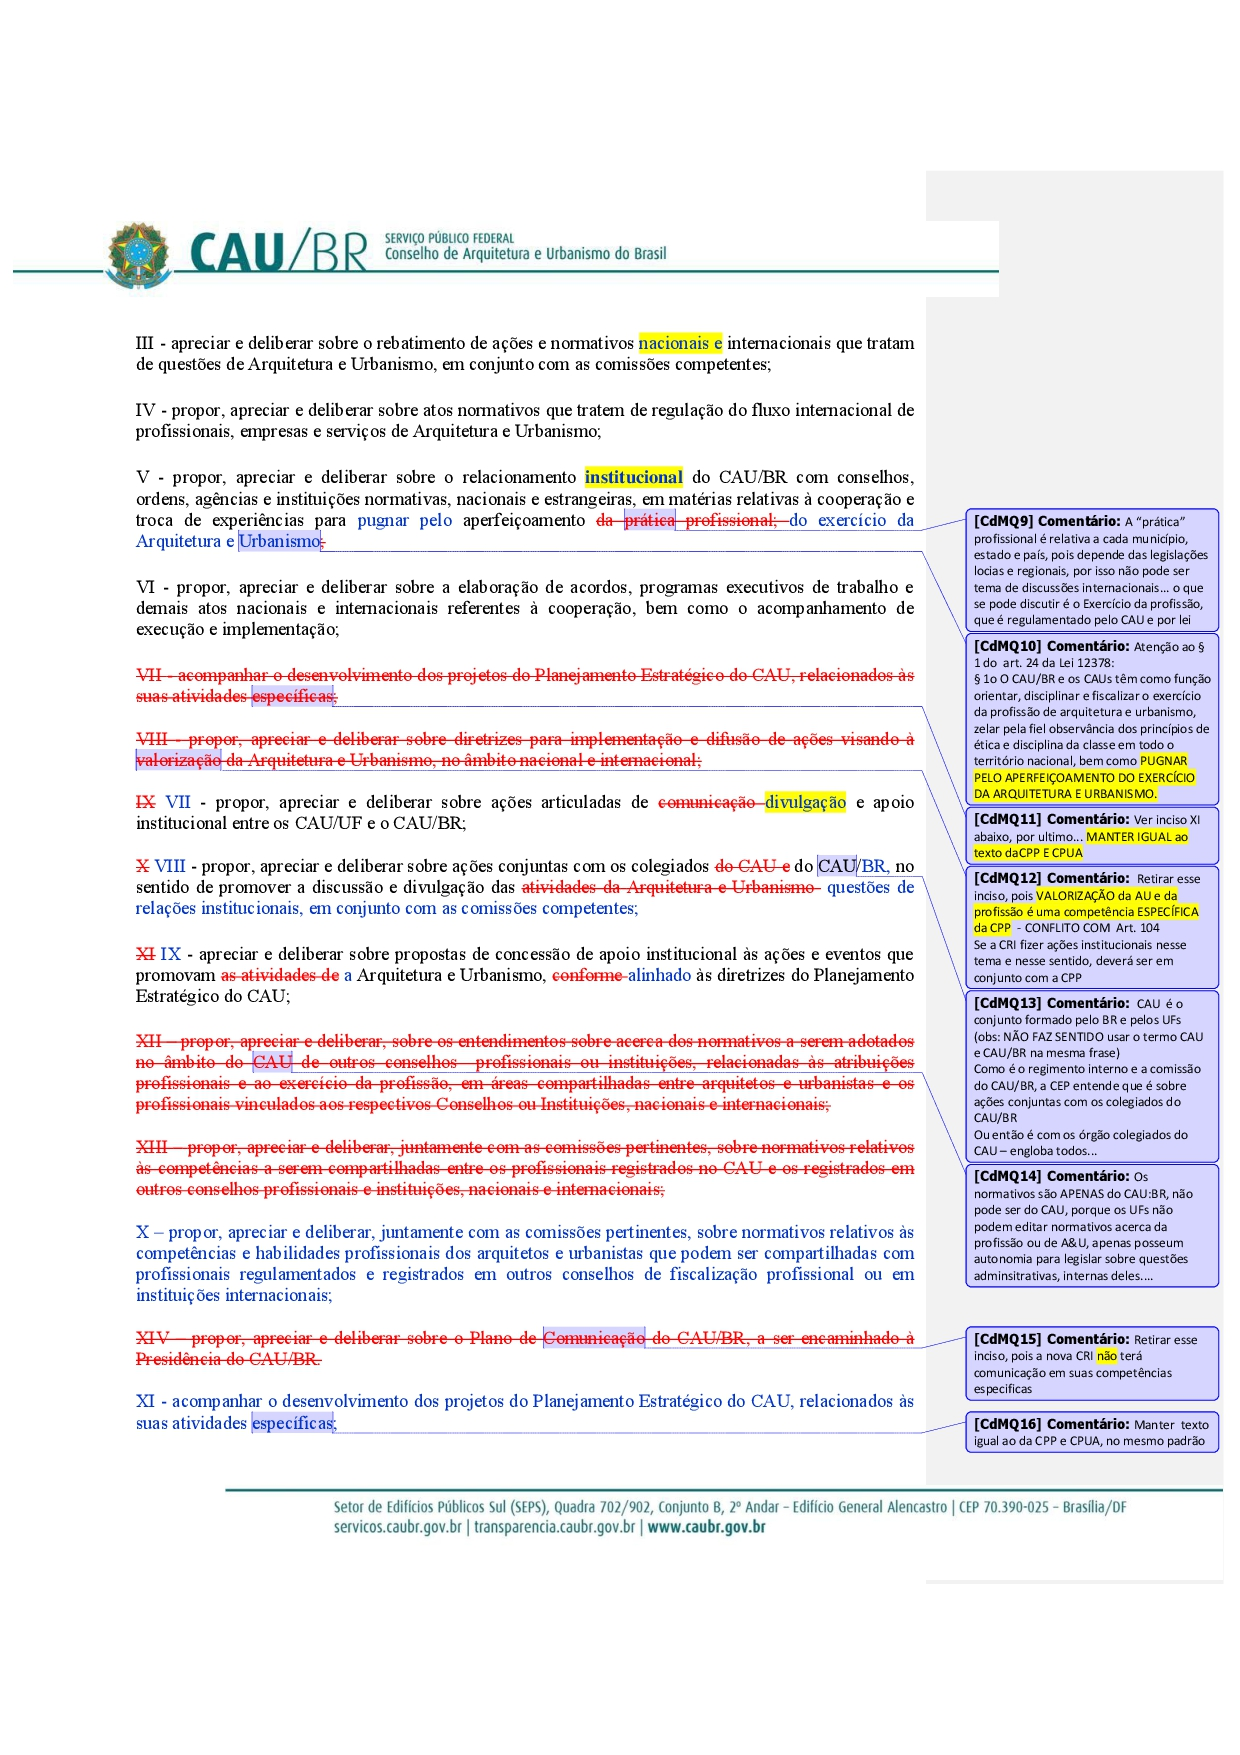 CAU/BR SERVIÇO PÚBLICO FEDERAL
Conselho de Arquitetura e Urbanismo do Brasil
III - apreciar e deliberar sobre o rebatimento de ações e normativos nacionais e internacionais que tratam
de questões de Arquitetura e Urbanismo, em conjunto com as comissões competentes;
IV - propor, apreciar e deliberar sobre atos normativos que tratem de regulação do fluxo internacional de
profissionais, empresas e serviços de Arquitetura e Urbanismo;
V - propor, apreciar e deliberar sobre o relacionamento institucional do CAU/BR com conselhos,
ordens, agências e instituições normativas, nacionais e estrangeiras, em matérias relativas à cooperação e
troca de experiências para pugnar pelo aperfeiçoamento da prática profissional; do exercício da
Arquitetura e Urbanismo;
VI - propor, apreciar e deliberar sobre a elaboração de acordos, programas executivos de trabalho e
demais atos nacionais e internacionais referentes à cooperação, bem como o acompanhamento de
execução e implementação;
VII - acompanhar o desenvolvimento dos projetos do Planejamento Estratégico do CAU, relacionados às
suas atividades específicas;
VIII - propor, apreciar e deliberar sobre diretrizes para implementação e difusão de ações visando à
valorização da Arquitetura e Urbanismo, no âmbito nacional e internacional;
IX VII - propor, apreciar e deliberar sobre ações articuladas de comunicação divulgação e apoio
institucional entre os CAU/UF e o CAU/BR;
X VIII - propor, apreciar e deliberar sobre ações conjuntas com os colegiados do CAU e do CAU/BR, no
sentido de promover a discussão e divulgação das atividades da Arquitetura e Urbanismo questões de
relações institucionais, em conjunto com as comissões competentes;
XI IX - apreciar e deliberar sobre propostas de concessão de apoio institucional às ações e eventos que
promovam as atividades de a Arquitetura e Urbanismo, conforme alinhado às diretrizes do Planejamento
Estratégico do CAU;
XII – propor, apreciar e deliberar, sobre os entendimentos sobre acerca dos normativos a serem adotados
no âmbito do CAU de outros conselhos profissionais ou instituições, relacionadas às atribuições
profissionais e ao exercício da profissão, em áreas compartilhadas entre arquitetos e urbanistas e os
profissionais vinculados aos respectivos Conselhos ou Instituições, nacionais e internacionais;
XIII – propor, apreciar e deliberar, juntamente com as comissões pertinentes, sobre normativos relativos
às competências a serem compartilhadas entre os profissionais registrados no CAU e os registrados em
outros conselhos profissionais e instituições, nacionais e internacionais;
X – propor, apreciar e deliberar, juntamente com as comissões pertinentes, sobre normativos relativos às
competências e habilidades profissionais dos arquitetos e urbanistas que podem ser compartilhadas com
profissionais regulamentados e registrados em outros conselhos de fiscalização profissional ou em
instituições internacionais;
XIV – propor, apreciar e deliberar sobre o Plano de Comunicação do CAU/BR, a ser encaminhado à
Presidência do CAU/BR.
XI - acompanhar o desenvolvimento dos projetos do Planejamento Estratégico do CAU, relacionados às
suas atividades específicas;
[CdMQ9] Comentário: A “prática”
profissional é relativa a cada município,
estado e país, pois depende das legislações
locias e regionais, por isso não pode ser
tema de discussões internacionais... o que
se pode discutir é o Exercício da profissão,
que é regulamentado pelo CAU e por lei
[CdMQ10] Comentário: Atenção ao §
1 do art. 24 da Lei 12378:
§ 1o O CAU/BR e os CAUs têm como função
orientar, disciplinar e fiscalizar o exercício
da profissão de arquitetura e urbanismo,
zelar pela fiel observância dos princípios de
ética e disciplina da classe em todo o
território nacional, bem como PUGNAR
PELO APERFEIÇOAMENTO DO EXERCÍCIO
DA ARQUITETURA E URBANISMO.
[CdMQ11] Comentário: Ver inciso XI
abaixo, por ultimo... MANTER IGUAL ao
texto daCPP E CPUA
[CdMQ12] Comentário: Retirar esse
inciso, pois VALORIZAÇÃO da AU e da
profissão é uma competência ESPECÍFICA
da CPP - CONFLITO COM Art. 104
Se a CRI fizer ações institucionais nesse
tema e nesse sentido, deverá ser em
conjunto com a CPP
[CdMQ13] Comentário: CAU é o
conjunto formado pelo BR e pelos UFs
(obs: NÃO FAZ SENTIDO usar o termo CAU
e CAU/BR na mesma frase)
Como é o regimento interno e a comissão
do CAU/BR, a CEP entende que é sobre
ações conjuntas com os colegiados do
CAU/BR
Ou então é com os órgão colegiados do
CAU – engloba todos...
[CdMQ14] Comentário: Os
normativos são APENAS do CAU:BR, não
pode ser do CAU, porque os UFs não
podem editar normativos acerca da
profissão ou de A&U, apenas posseum
autonomia para legislar sobre questões
adminsitrativas, internas deles....
[CdMQ15] Comentário: Retirar esse
inciso, pois a nova CRI não terá
comunicação em suas competências
especificas
[CdMQ16] Comentário: Manter texto
igual ao da CPP e CPUA, no mesmo padrão
Setor de Edifícios Públicos Sul (SEPS), Quadra 702/902, Conjunto B, 2º Andar – Edifício General Alencastro | CEP 70.390-025 – Brasília/DF
servicos.caubr.gov.br | transparencia.caubr.gov.br | www.caubr.gov.br